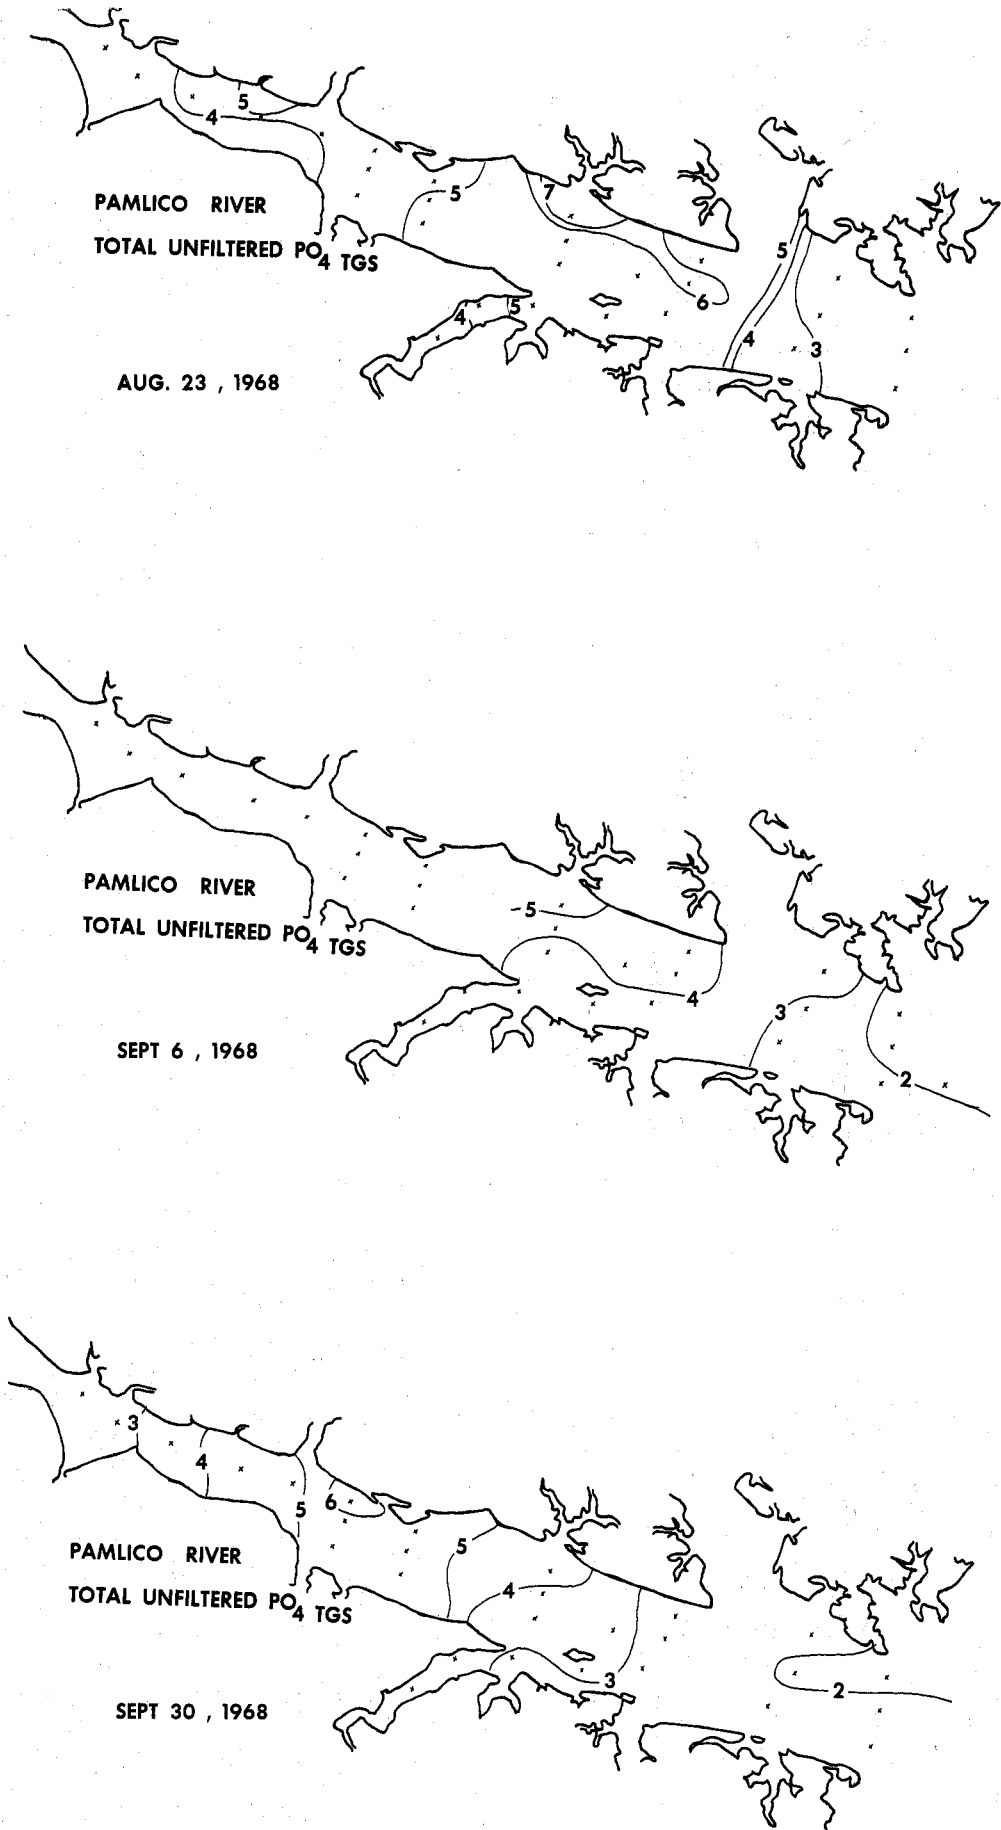 5
4
PAMLICO RIVER
5
7
TOTAL UNFILTERED PO4 TGS
5
6
4
5
4
3
AUG. 23 , 1968
PAMLICO RIVER
5
TOTAL UNFILTERED PO4 TGS
4
3
SEPT 6 , 1968
2
3
4
5
6
PAMLICO RIVER
5
TOTAL UNFILTERED PO4 TGS
4
3
2
SEPT 30 , 1968